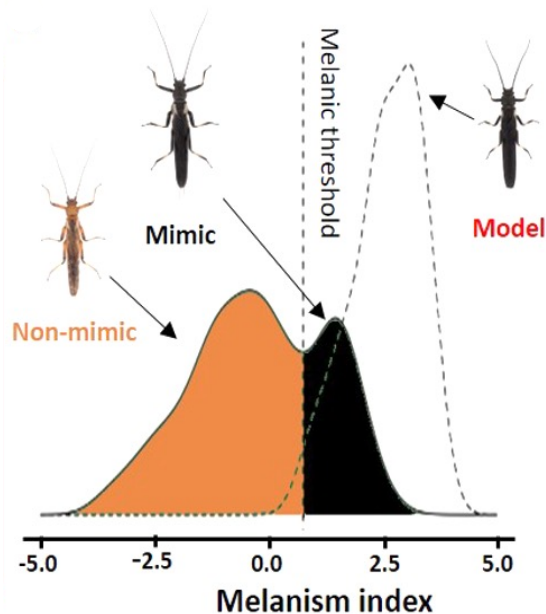 Melanic threshold
Mimic
Model
Non-mimic
-5.0 -2.5 0.0 2.5 5.0
Melanism index